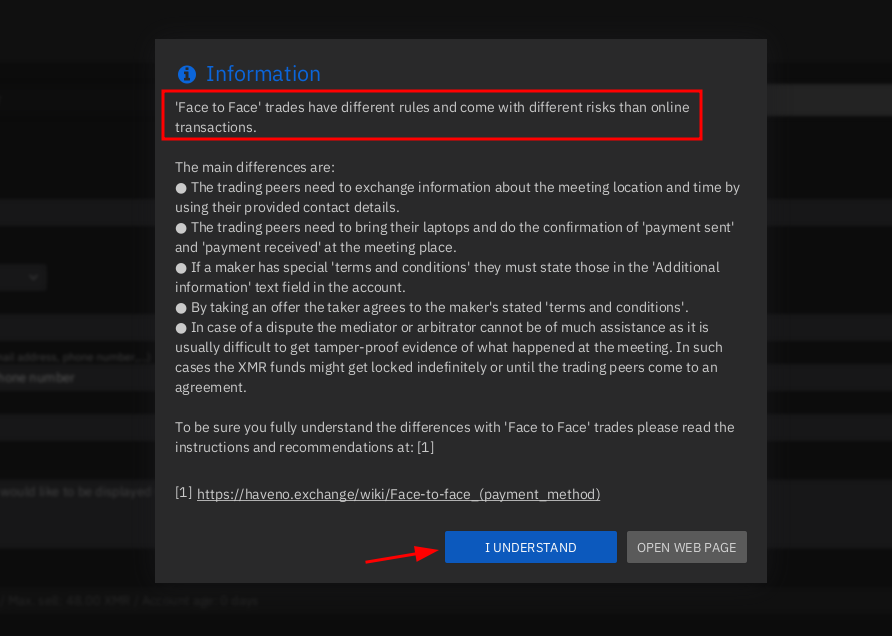 Information
'Face to Face' trades have different rules and come with different risks than online
transactions.
The main differences are:
● The trading peers need to exchange information about the meeting location and time by
using their provided contact details.
● The trading peers need to bring their laptops and do the confirmation of 'payment sent'
and 'payment received' at the meeting place.
● If a maker has special 'terms and conditions' they must state those in the 'Additional
information' text field in the account.
● By taking an offer the taker agrees to the maker's stated 'terms and conditions'.
● In case of a dispute the mediator or arbitrator cannot be of much assistance as it is
usually difficult to get tamper-proof evidence of what happened at the meeting. In such
cases the XMR funds might get locked indefinitely or until the trading peers come to an
agreement.
To be sure you fully understand the differences with 'Face to Face' trades please read the
instructions and recommendations at: [1]
[1] https://haveno.exchange/wiki/Face-to-face_(payment_method)
I UNDERSTAND OPEN WEB PAGE
address, phone number...)
phone number
would like to be displayed